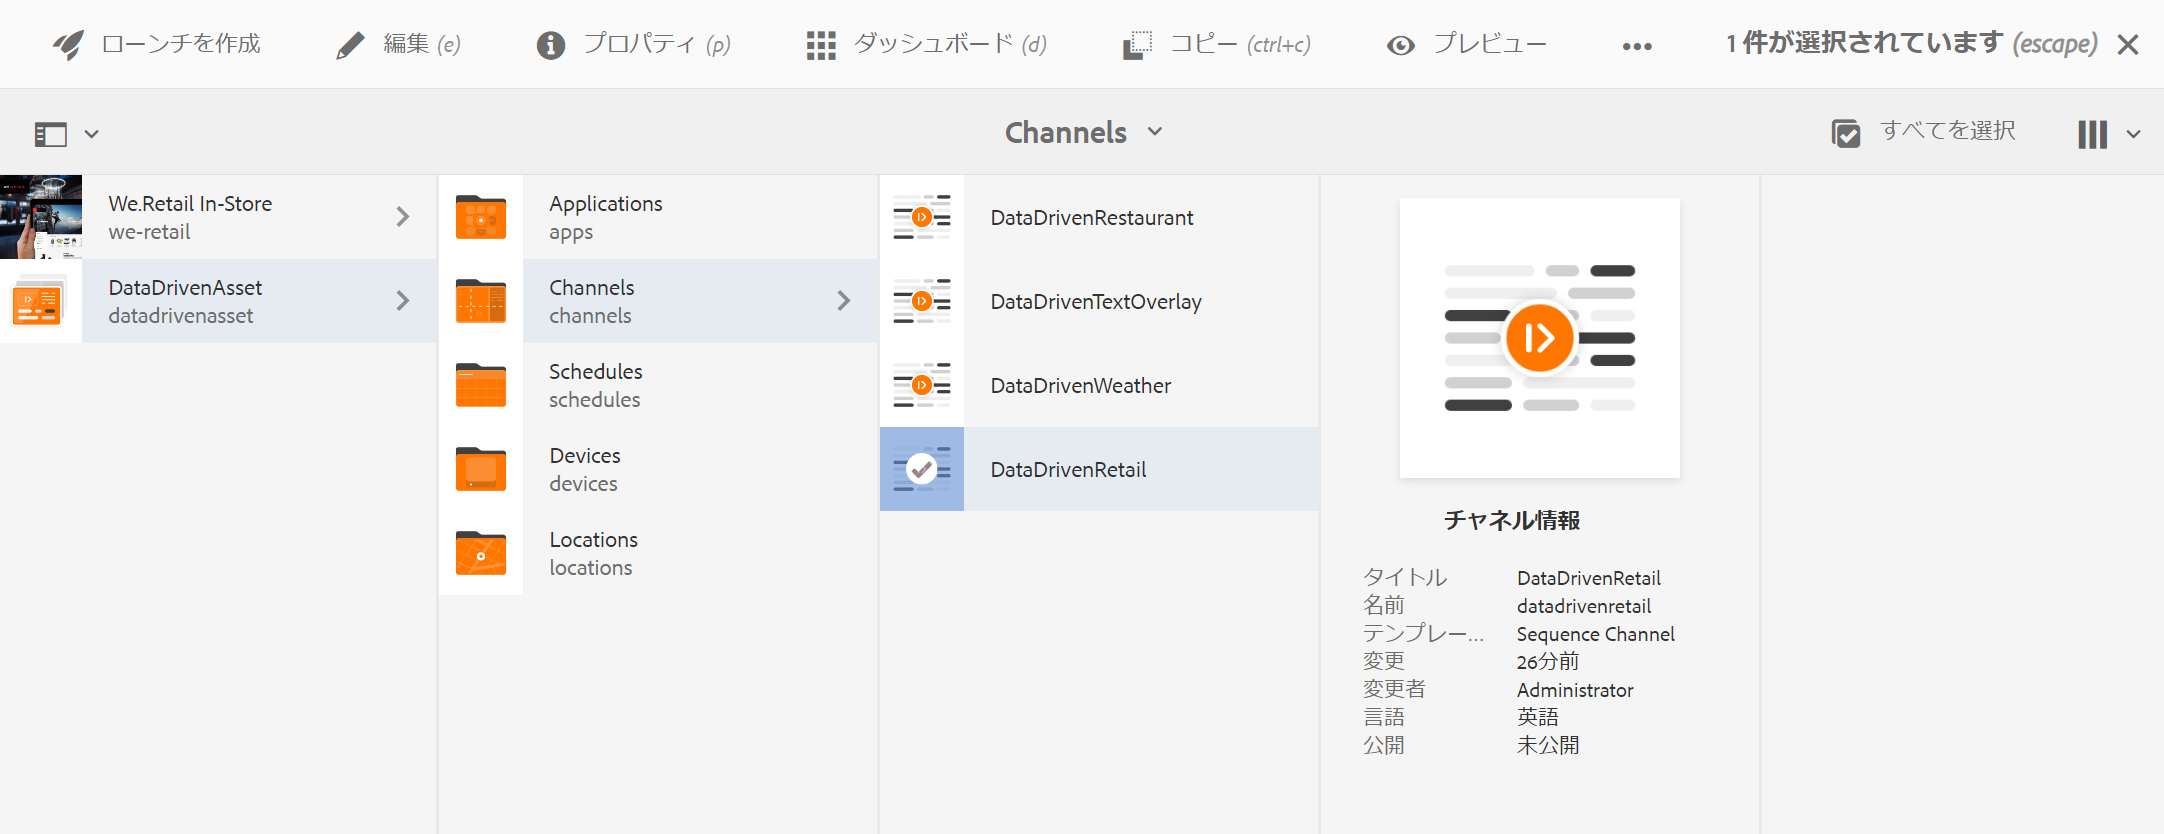 ローンチを作成 編集 (e) プロパティ (p) ダッシュボード (d) コピー (ctrl+c) プレビュー 1 件が選択されています (escape)
Channels すべてを選択
We.Retail In-Store
we-retail
DataDrivenAsset
datadrivenasset
Applications
apps
Channels
channels
Schedules
schedules
Devices
devices
Locations
locations
DataDrivenRestaurant
DataDrivenTextOverlay
DataDrivenWeather
DataDrivenRetail
チャネル情報
タイトル DataDrivenRetail
名前 datadrivenretail
テンプレー... Sequence Channel
変更 26分前
変更者 Administrator
言語 英語
公開 未公開